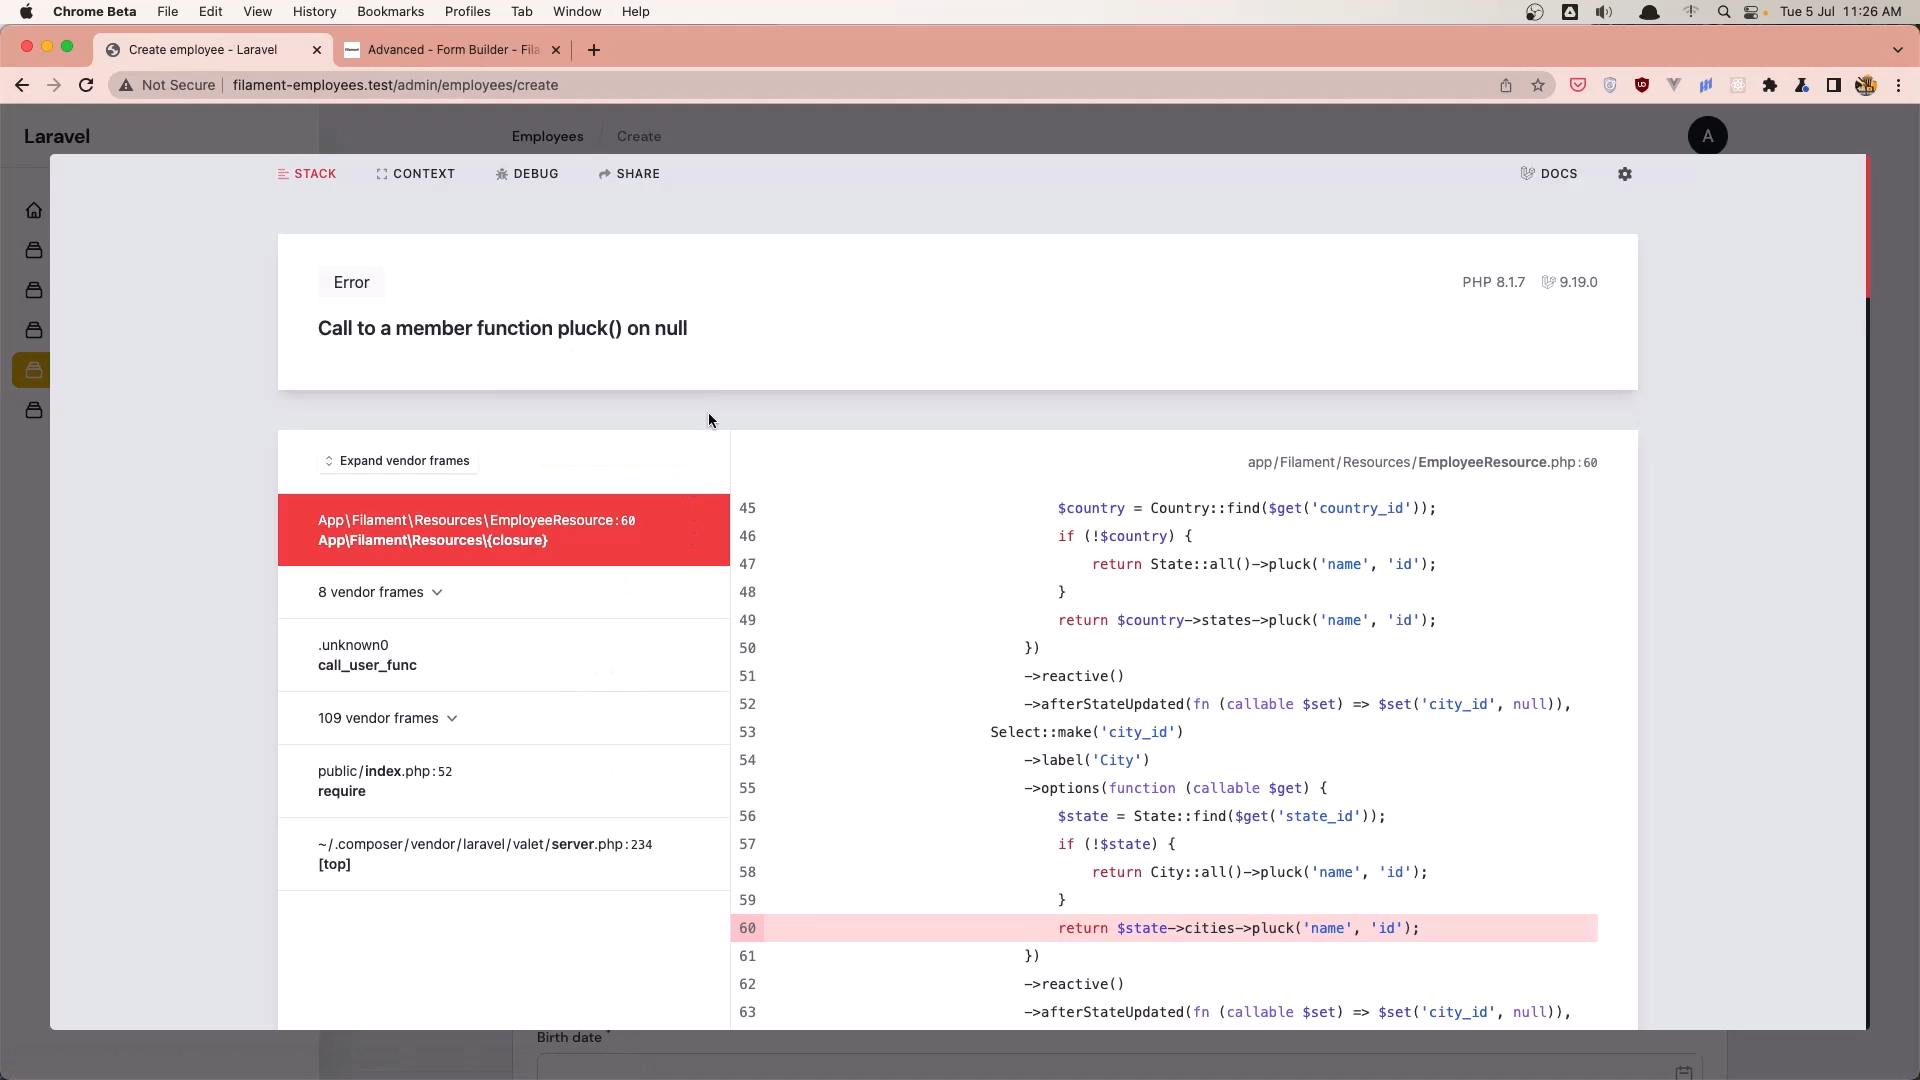 Chrome Beta File Edit View History Bookmarks Profiles Tab Window Help Tue 5 Jul 11:26 AM
Create employee - Laravel Advanced - Form Builder - Fila
Not Secure filament-employees.test/admin/employees/create
Laravel Employees Create A
STACK CONTEXT DEBUG SHARE DOCS
Error PHP 8.1.7 9.19.0
Call to a member function pluck() on null
Expand vendor frames
App\Filament\Resources\EmployeeResource:60
App\Filament\Resources\{closure}
8 vendor frames
.unknown0
call_user_func
109 vendor frames
public/index.php:52
require
~/.composer/vendor/laravel/valet/server.php:234
[top]
app/Filament/Resources/EmployeeResource.php:60
45 $country = Country::find($get('country_id'));
46 if (!$country) {
47 return State::all()->pluck('name', 'id');
48 }
49 return $country->states->pluck('name', 'id');
50 })
51 ->reactive()
52 ->afterStateUpdated(fn (callable $set) => $set('city_id', null)),
53 Select::make('city_id')
54 ->label('City')
55 ->options(function (callable $get) {
56 $state = State::find($get('state_id'));
57 if (!$state) {
58 return City::all()->pluck('name', 'id');
59 }
60 return $state->cities->pluck('name', 'id');
61 })
62 ->reactive()
63 ->afterStateUpdated(fn (callable $set) => $set('city_id', null)),
Birth date *